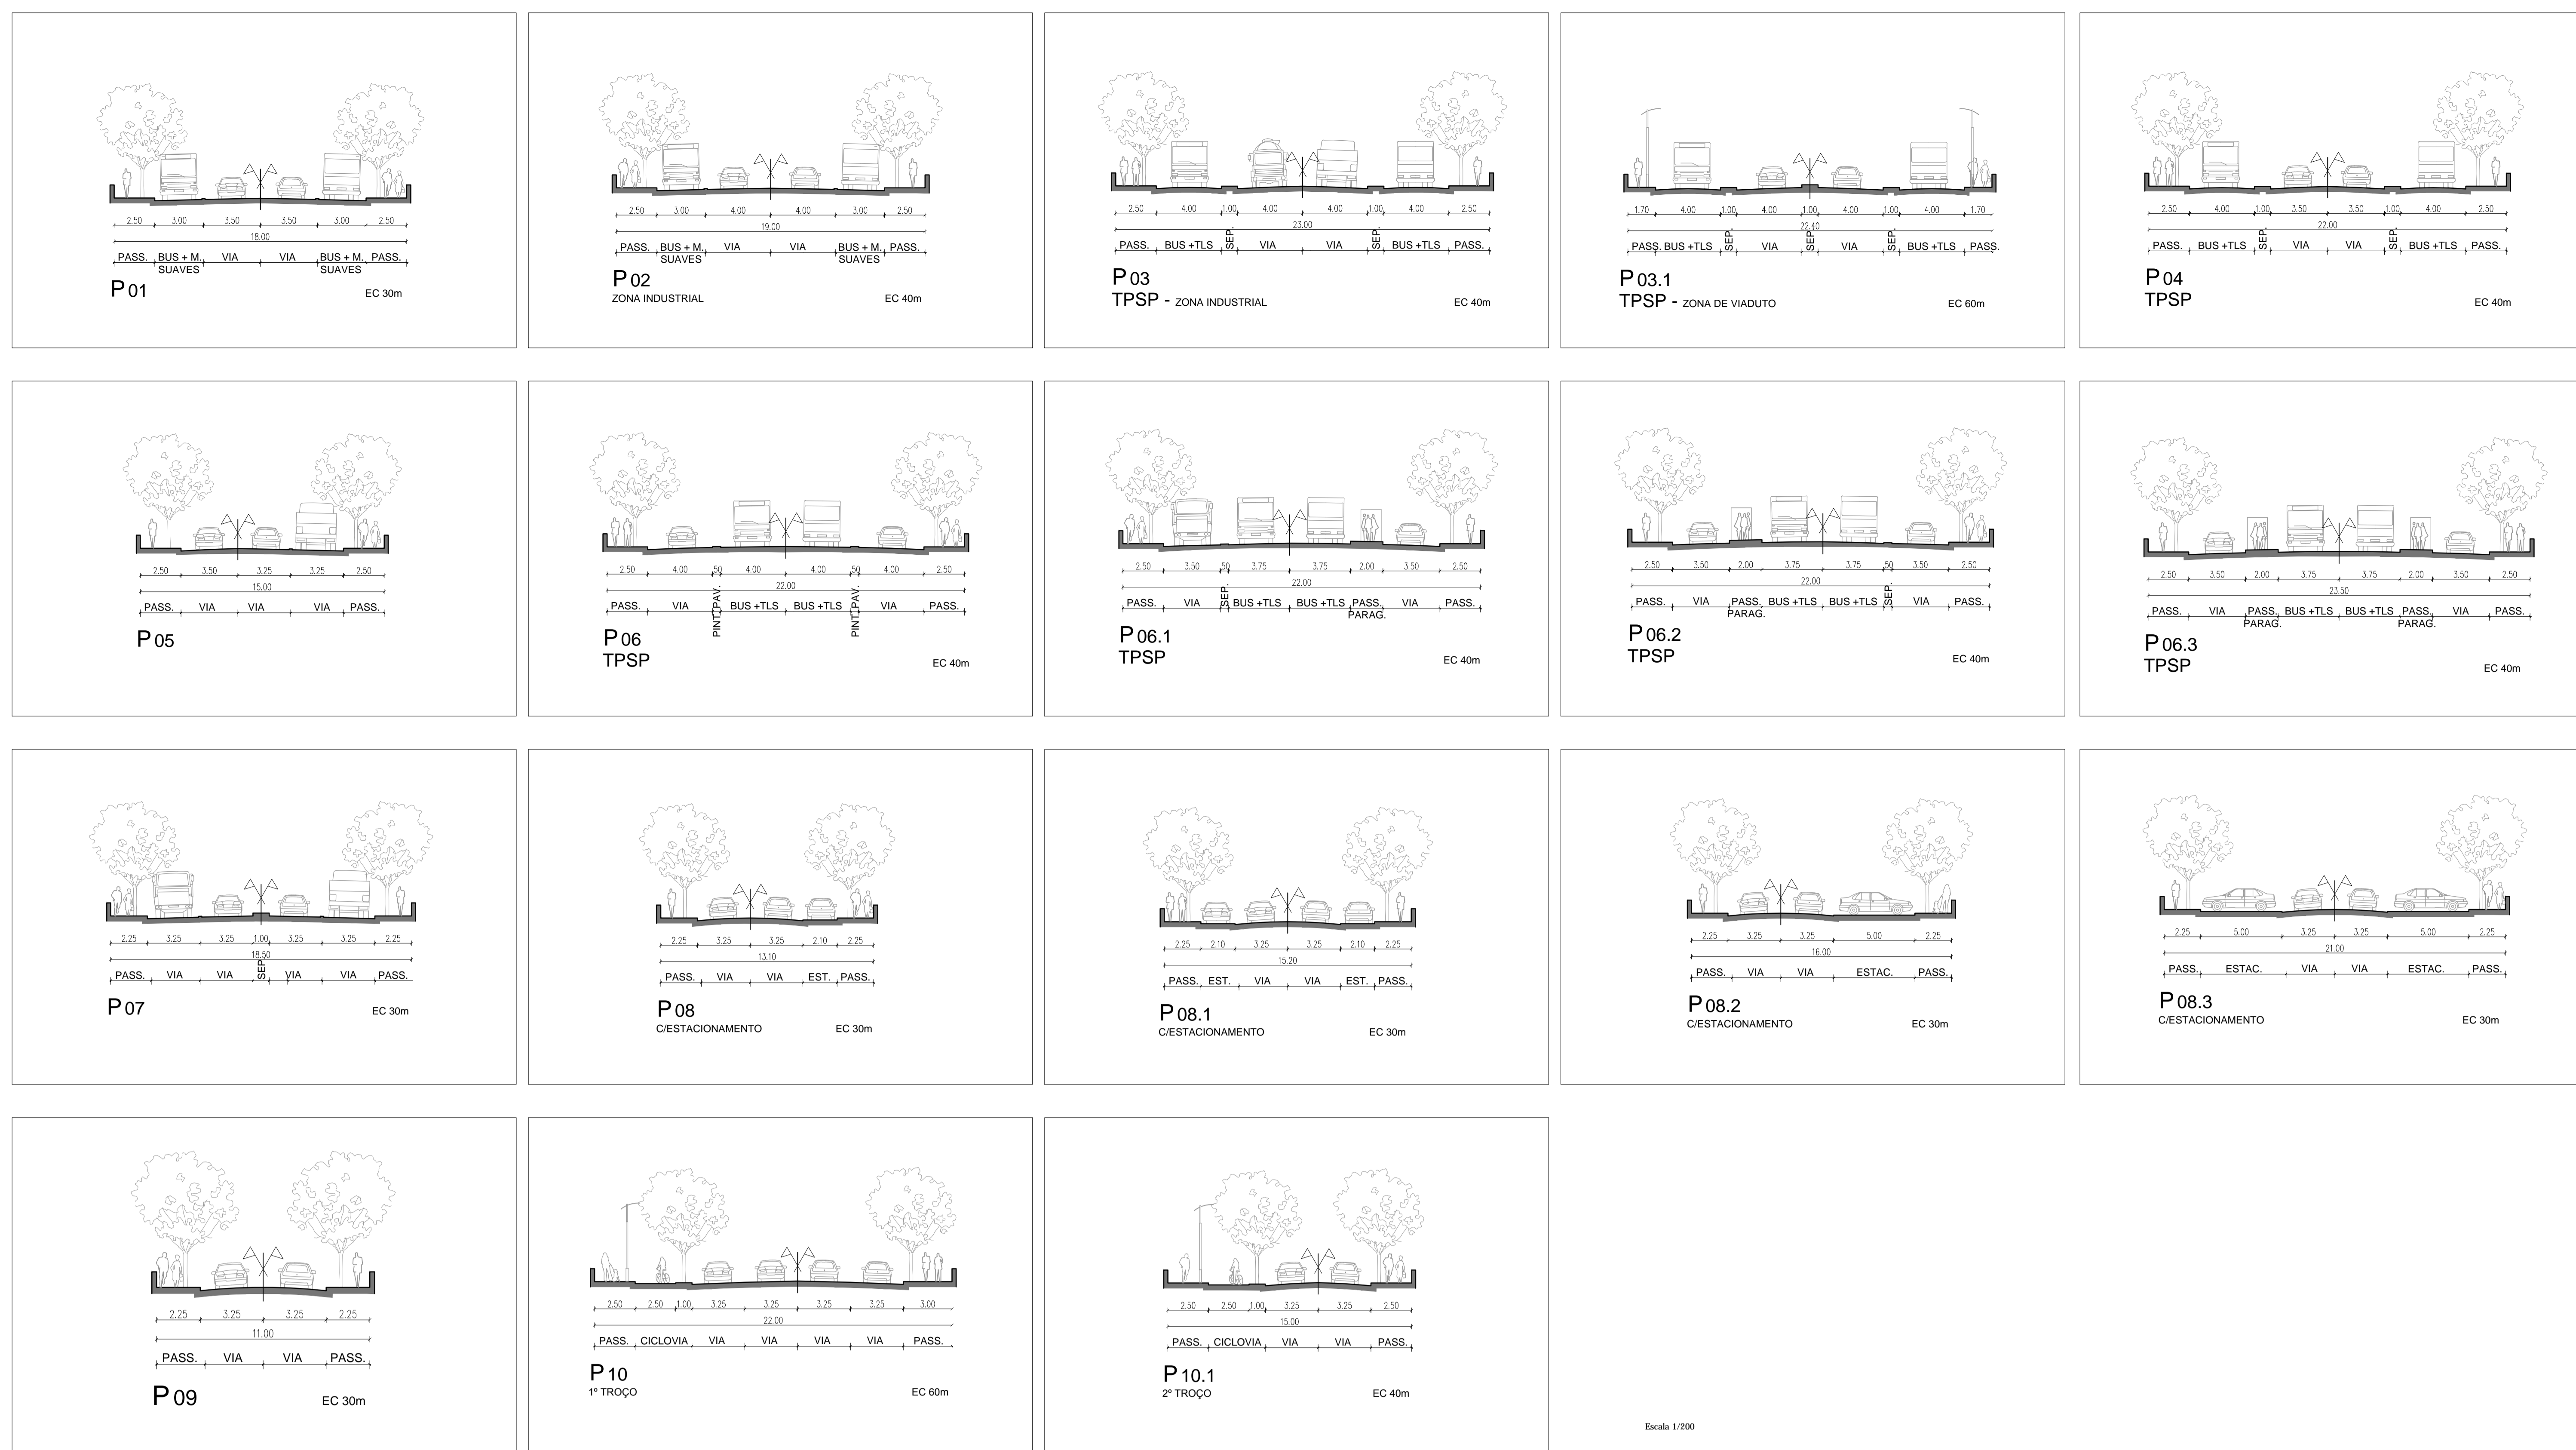 2.50 3.00 3.50 3.50 3.00 2.50
18.00
PASS. BUS + M. VIA VIA BUS + M. PASS.
SUAVES SUAVES
P 01 EC 30m
2.50 3.00 4.00 4.00 3.00 2.50
19.00
PASS. BUS + M. VIA VIA BUS + M. PASS.
SUAVES SUAVES
P 02
ZONA INDUSTRIAL EC 40m
2.50 4.00 1.00 4.00 4.00 1.00 4.00 2.50
23.00
PASS. BUS +TLS SEP. VIA VIA SEP. BUS +TLS PASS.
P 03
TPSP - ZONA INDUSTRIAL EC 40m
1.70 4.00 1.00 4.00 1.00 4.00 1.00 4.00 1.70
22.40
PASS. BUS +TLS SEP. VIA SEP. VIA SEP. BUS +TLS PASS.
P 03.1
TPSP - ZONA DE VIADUTO EC 60m
2.50 4.00 1.00 3.50 3.50 1.00 4.00 2.50
22.00
PASS. BUS +TLS SEP. VIA VIA SEP. BUS +TLS PASS.
P 04
TPSP EC 40m
2.50 3.50 3.25 3.25 2.50
15.00
PASS. VIA VIA VIA PASS.
P 05
2.50 4.00 .50 4.00 4.00 .50 4.00 2.50
22.00
PASS. VIA PINT. PAV. BUS +TLS BUS +TLS PINT. PAV. VIA PASS.
P 06
TPSP EC 40m
2.50 3.50 .50 3.75 3.75 2.00 3.50 2.50
22.00
PASS. VIA SEP. BUS +TLS BUS +TLS PASS. VIA PASS.
PARAG.
P 06.1
TPSP EC 40m
2.50 3.50 2.00 3.75 3.75 .50 3.50 2.50
22.00
PASS. VIA PASS. BUS +TLS BUS +TLS SEP. VIA PASS.
PARAG.
P 06.2
TPSP EC 40m
2.50 3.50 2.00 3.75 3.75 2.00 3.50 2.50
23.50
PASS. VIA PASS. BUS +TLS BUS +TLS PASS. VIA PASS.
PARAG. PARAG.
P 06.3
TPSP EC 40m
2.25 3.25 3.25 1.00 3.25 3.25 2.25
18.50
PASS. VIA VIA SEP. VIA VIA PASS.
P 07 EC 30m
2.25 3.25 3.25 2.10 2.25
13.10
PASS. VIA VIA EST. PASS.
P 08
C/ESTACIONAMENTO EC 30m
2.25 2.10 3.25 3.25 2.10 2.25
15.20
PASS. EST. VIA VIA EST. PASS.
P 08.1
C/ESTACIONAMENTO EC 30m
2.25 3.25 3.25 5.00 2.25
16.00
PASS. VIA VIA ESTAC. PASS.
P 08.2
C/ESTACIONAMENTO EC 30m
2.25 5.00 3.25 3.25 5.00 2.25
21.00
PASS. ESTAC. VIA VIA ESTAC. PASS.
P 08.3
C/ESTACIONAMENTO EC 30m
2.25 3.25 3.25 2.25
11.00
PASS. VIA VIA PASS.
P 09 EC 30m
2.50 2.50 1.00 3.25 3.25 3.25 3.25 3.00
22.00
PASS. CICLOVIA VIA VIA VIA VIA PASS.
P 10
1º TROÇO EC 60m
2.50 2.50 1.00 3.25 3.25 2.50
15.00
PASS. CICLOVIA VIA VIA PASS.
P 10.1
2º TROÇO EC 40m
Escala 1/200